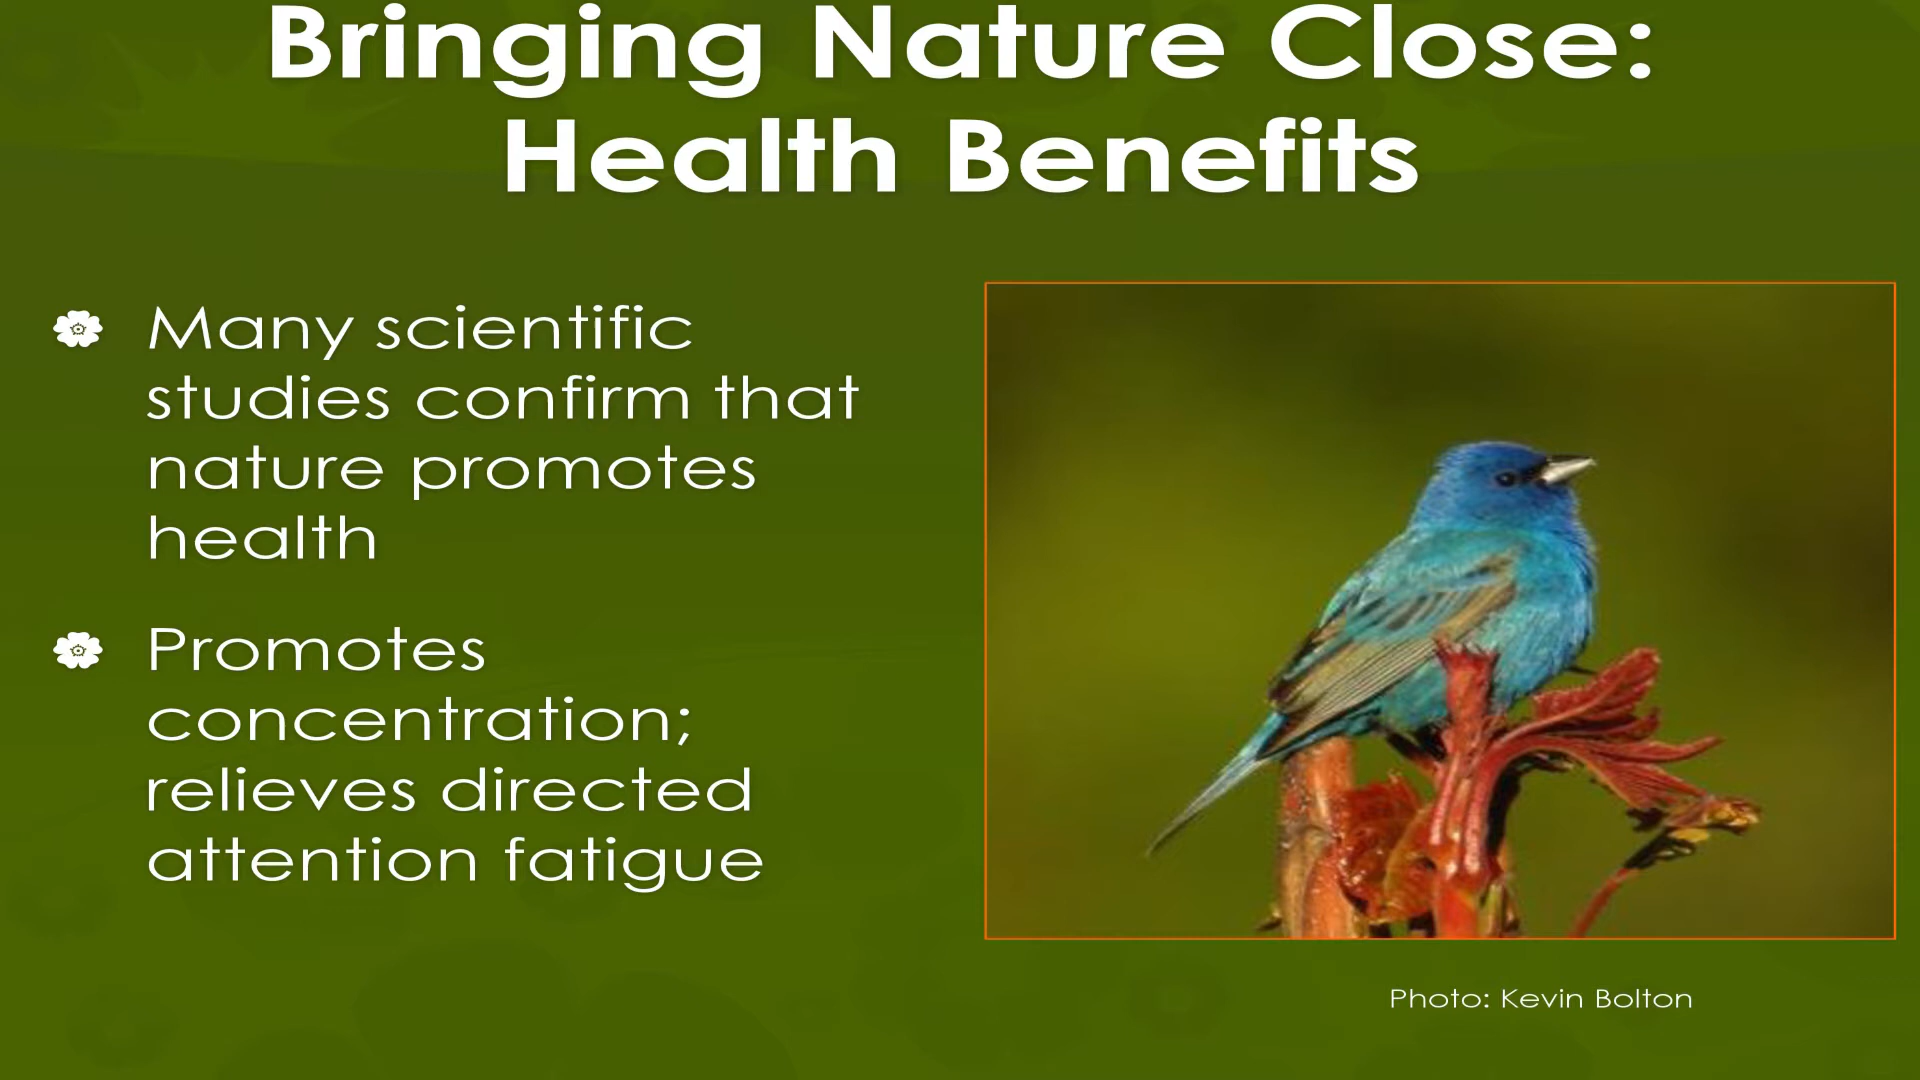 Bringing Nature Close:
Health Benefits
Many scientific
studies confirm that
nature promotes
health
Promotes
concentration;
relieves directed
attention fatigue
Photo: Kevin Bolton